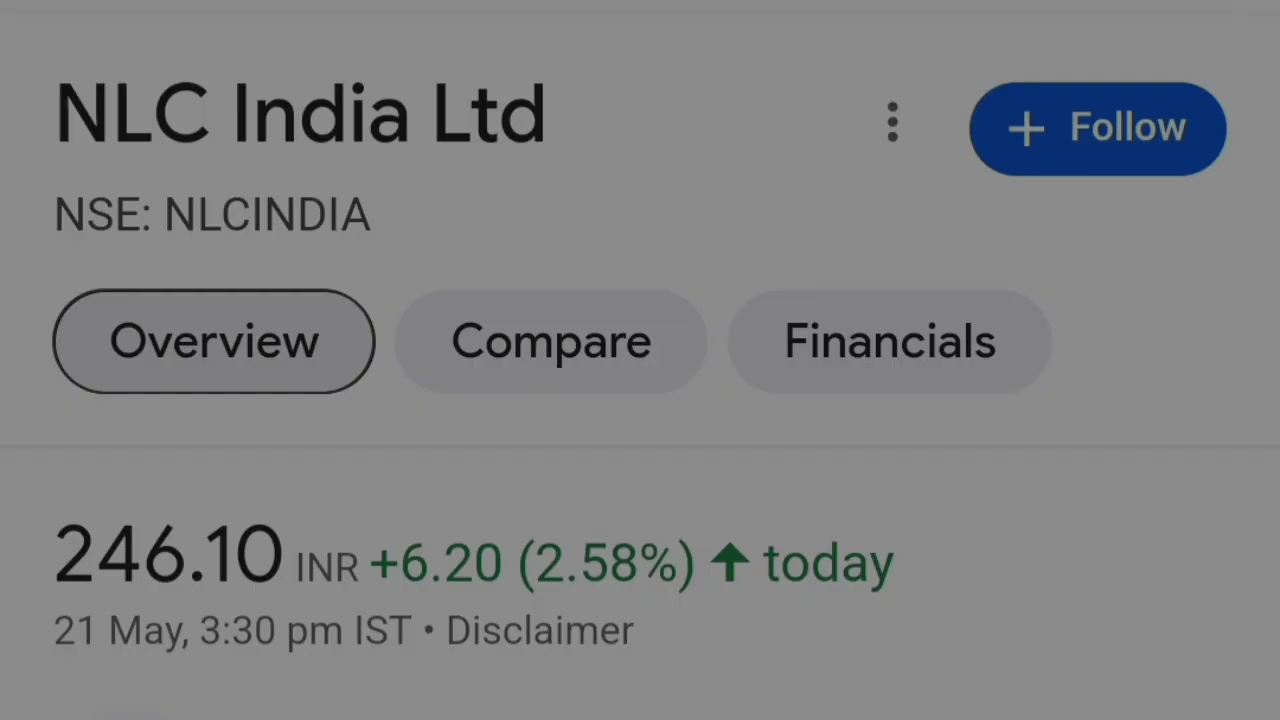 NLC India Ltd
+ Follow
NSE: NLCINDIA
Overview Compare Financials
246.10 INR +6.20 (2.58%) ↑ today
21 May, 3:30 pm IST • Disclaimer